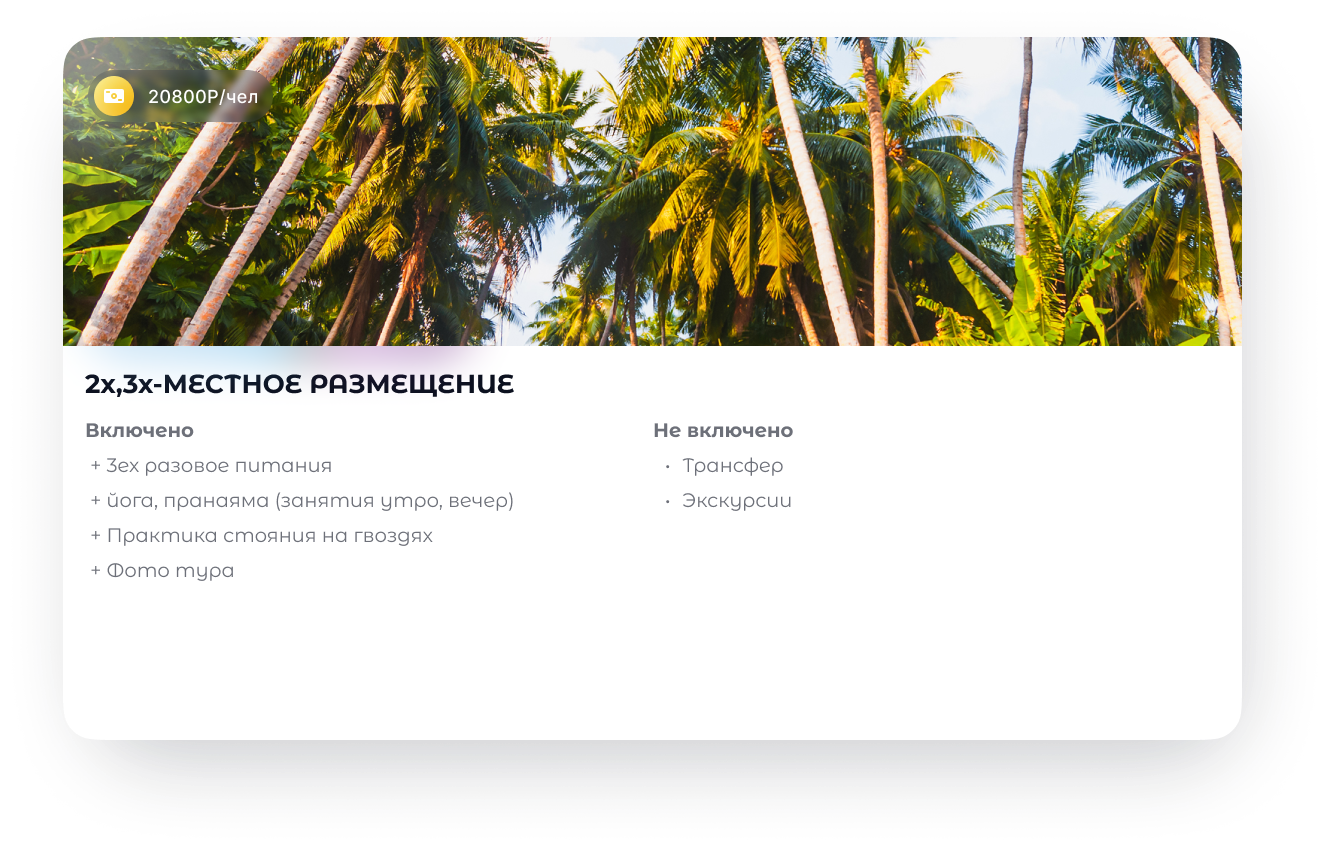 20800Р/чел
2х,3х-МЕСТНОЕ РАЗМЕЩЕНИЕ
Включено
+ 3ех разовое питания
+ йога, пранаяма (занятия утро, вечер)
+ Практика стояния на гвоздях
+ Фото тура
Не включено
• Трансфер
• Экскурсии